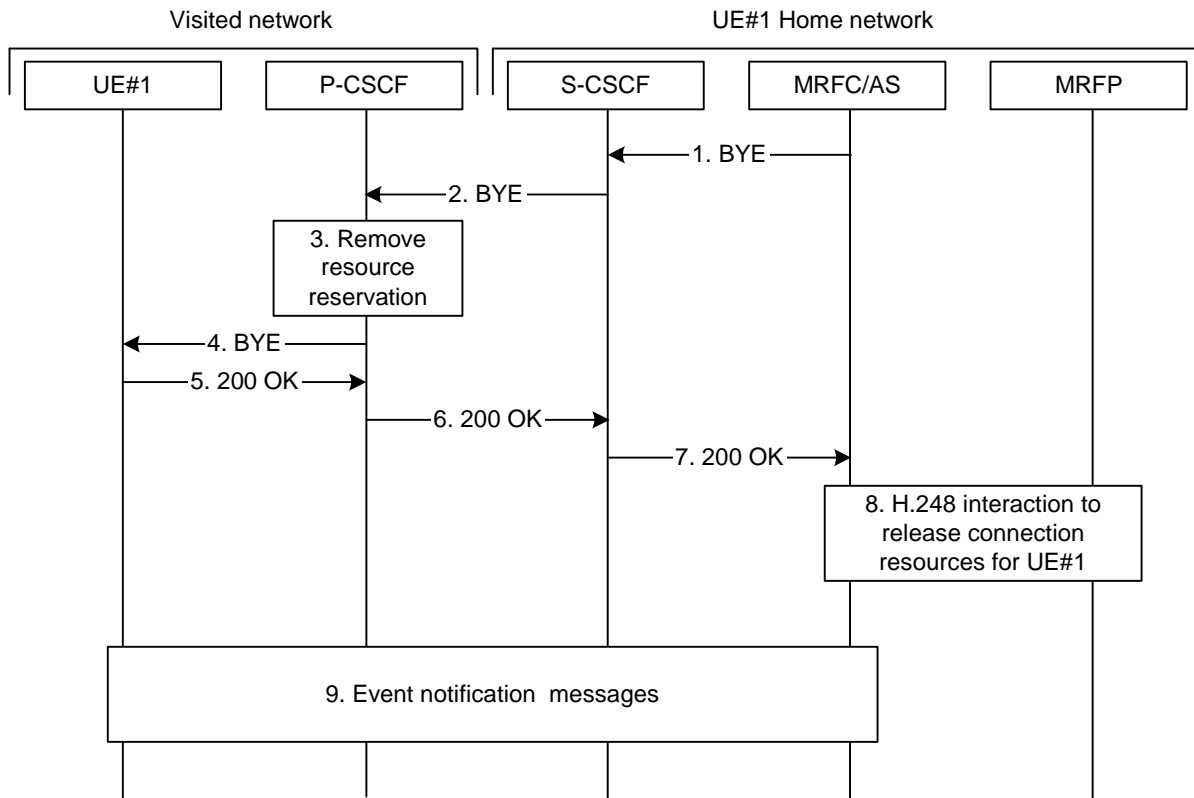 Visited network
UE#1 Home network
UE#1
P-CSCF
S-CSCF
MRFC/AS
MRFP
1. BYE
2. BYE
3. Remove
resource
reservation
4. BYE
5. 200 OK
6. 200 OK
7. 200 OK
8. H.248 interaction to
release connection
resources for UE#1
9. Event notification  messages